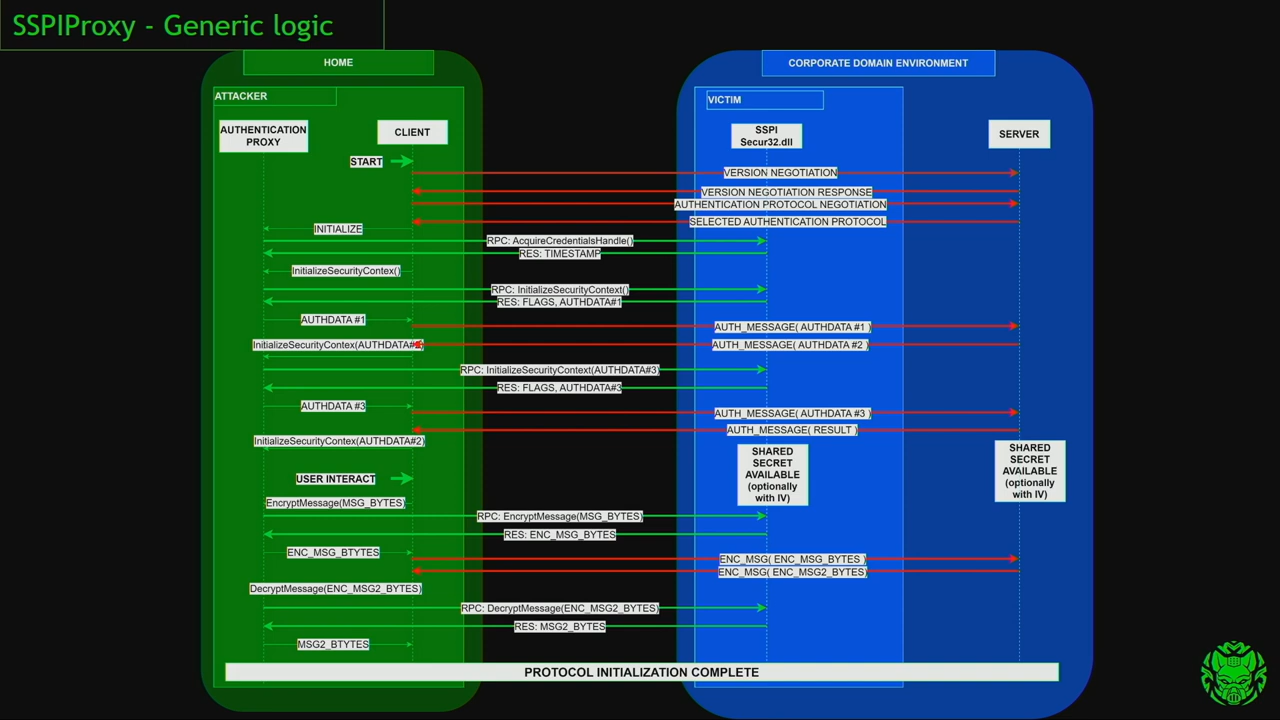 SSPIProxy - Generic logic
HOME
CORPORATE DOMAIN ENVIRONMENT
ATTACKER
VICTIM
AUTHENTICATION
PROXY
CLIENT
SSPI
Secur32.dll
SERVER
START
VERSION NEGOTIATION
VERSION NEGOTIATION RESPONSE
AUTHENTICATION PROTOCOL NEGOTIATION
SELECTED AUTHENTICATION PROTOCOL
INITIALIZE
RPC: AcquireCredentialsHandle()
RES: TIMESTAMP
InitializeSecurityContex()
RPC: InitializeSecurityContext()
RES: FLAGS, AUTHDATA#1
AUTHDATA #1
AUTH_MESSAGE( AUTHDATA #1 )
InitializeSecurityContex(AUTHDATA#
AUTH_MESSAGE( AUTHDATA #2 )
RPC: InitializeSecurityContext(AUTHDATA#3)
RES: FLAGS, AUTHDATA#3
AUTHDATA #3
AUTH_MESSAGE( AUTHDATA #3 )
AUTH_MESSAGE( RESULT )
InitializeSecurityContex(AUTHDATA#2)
SHARED
SECRET
AVAILABLE
(optionally
with IV)
SHARED
SECRET
AVAILABLE
(optionally
with IV)
USER INTERACT
EncryptMessage(MSG_BYTES)
RPC: EncryptMessage(MSG_BYTES)
RES: ENC_MSG_BYTES
ENC_MSG_BTYTES
ENC_MSG( ENC_MSG_BYTES )
ENC_MSG( ENC_MSG2_BYTES)
DecryptMessage(ENC_MSG2_BYTES)
RPC: DecryptMessage(ENC_MSG2_BYTES)
RES: MSG2_BYTES
MSG2_BTYTES
PROTOCOL INITIALIZATION COMPLETE